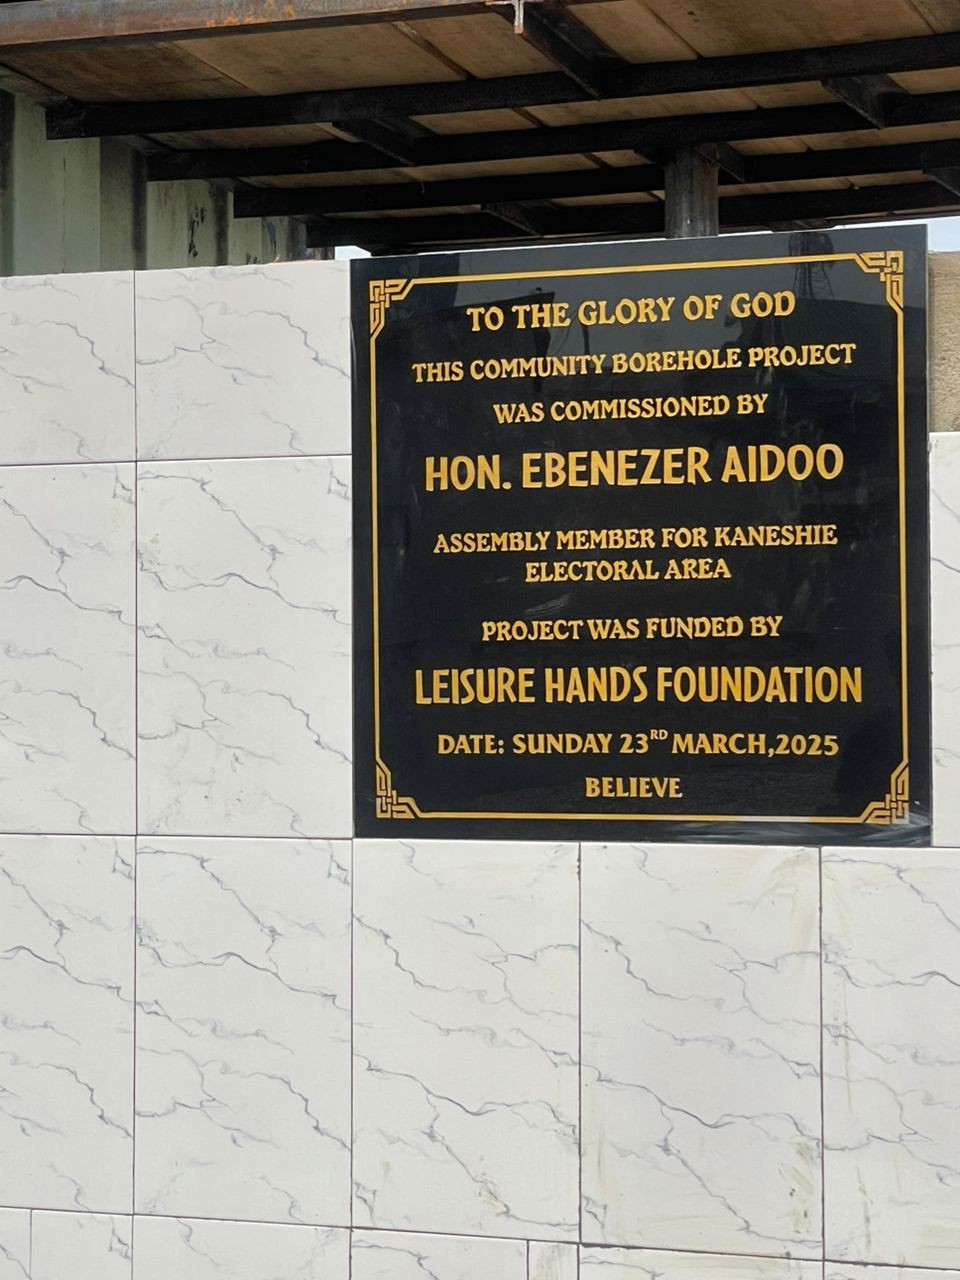 TO THE GLORY OF GOD
THIS COMMUNITY BOREHOLE PROJECT
WAS COMMISSIONED BY
HON. EBENEZER AIDOO
ASSEMBLY MEMBER FOR KANESHIE
ELECTORAL AREA
PROJECT WAS FUNDED BY
LEISURE HANDS FOUNDATION
DATE: SUNDAY 23RD MARCH,2025
BELIEVE